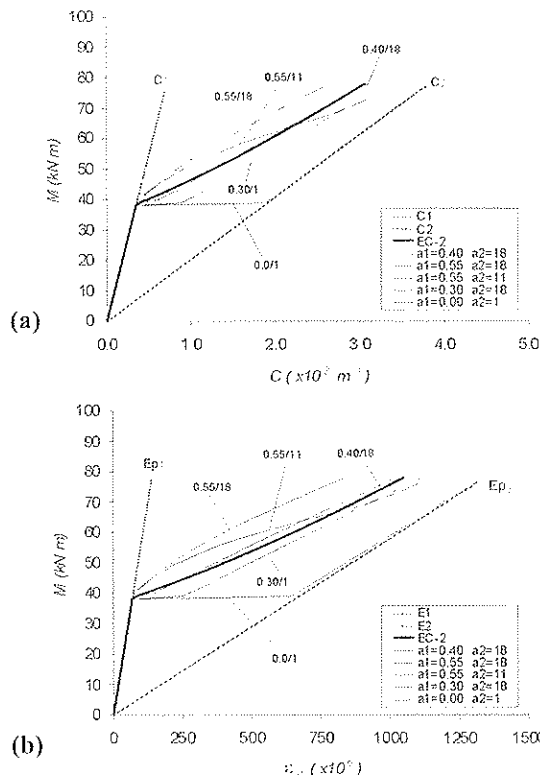 100
90
80
70
60
50
40
30
20
10
0
M (kN m)
0.40/18
0.55/11
0.55/18
0.30/1
0.0/1
C1
C2
EC-2
a1=0.40 a2=18
a1=0.55 a2=18
a1=0.55 a2=11
a1=0.30 a2=18
a1=0.00 a2=1
(a)
0.0 1.0 2.0 3.0 4.0 5.0
100
90
80
70
60
50
40
30
20
10
0
M (kN m)
0.55/11
0.40/18
0.55/18
0.30/1
0.0/1
E1
E2
EC-2
a1=0.40 a2=18
a1=0.55 a2=18
a1=0.55 a2=11
a1=0.30 a2=18
a1=0.00 a2=1
(b)
0 250 500 750 1000 1250 1500